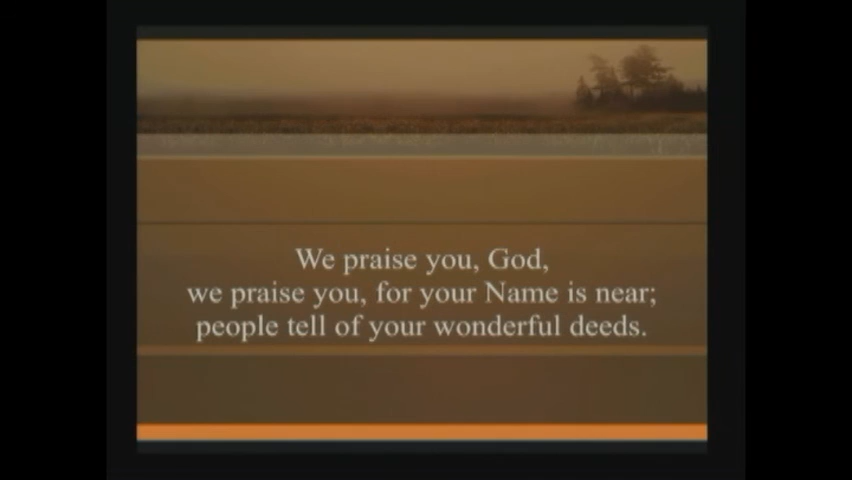 We praise you, God,
we praise you, for your Name is near;
people tell of your wonderful deeds.